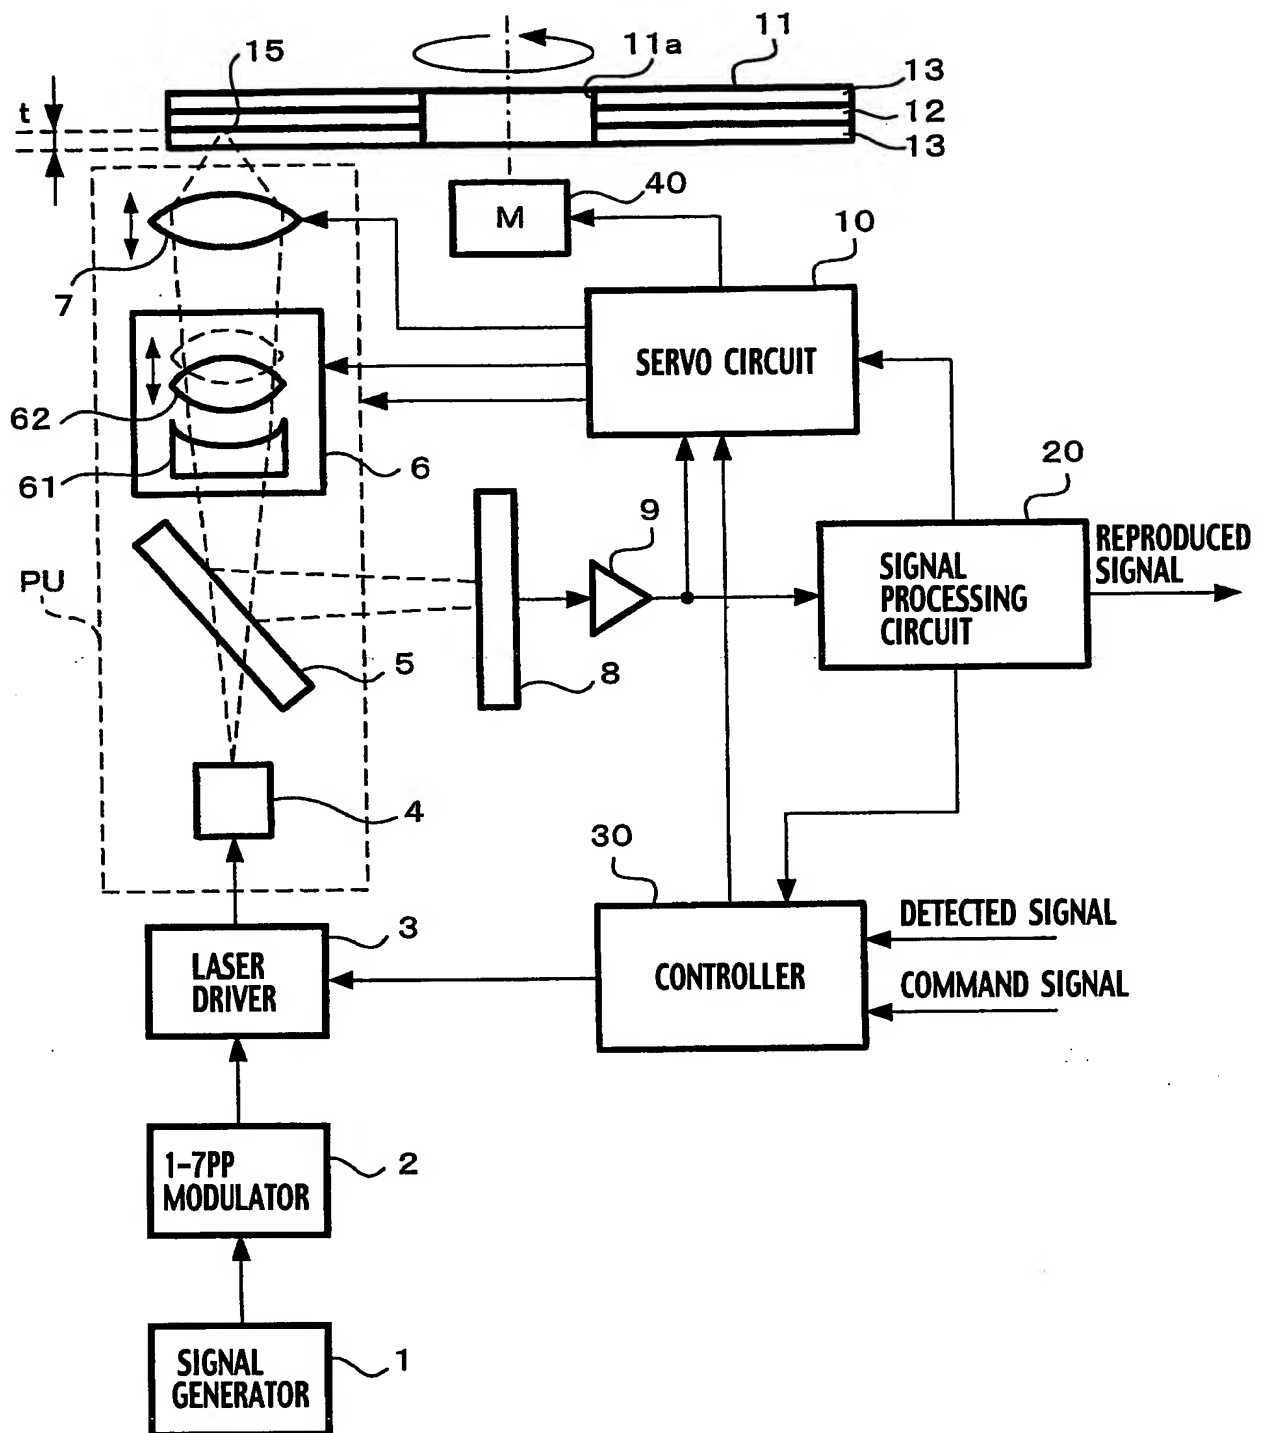 15
11a
11
13
12
13
t
40
M
10
7
SERVO CIRCUIT
62
61
6
20
9
REPRODUCED
SIGNAL
SIGNAL
PROCESSING
CIRCUIT
PU
5
8
4
30
3
DETECTED SIGNAL
LASER
DRIVER
CONTROLLER
COMMAND SIGNAL
1-7PP
MODULATOR
2
SIGNAL
GENERATOR
1